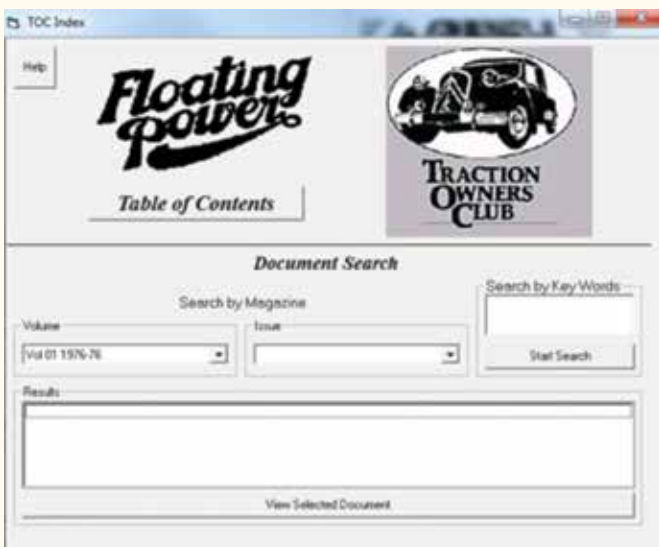 TOC Index
Help
Floating
Power
Table of Contents
TRACTION
OWNERS
CLUB
Document Search
Search by Magazine
Search by Key Words
Volume
Issue
Vol 01 1976-76
Start Search
Results
View Selected Document